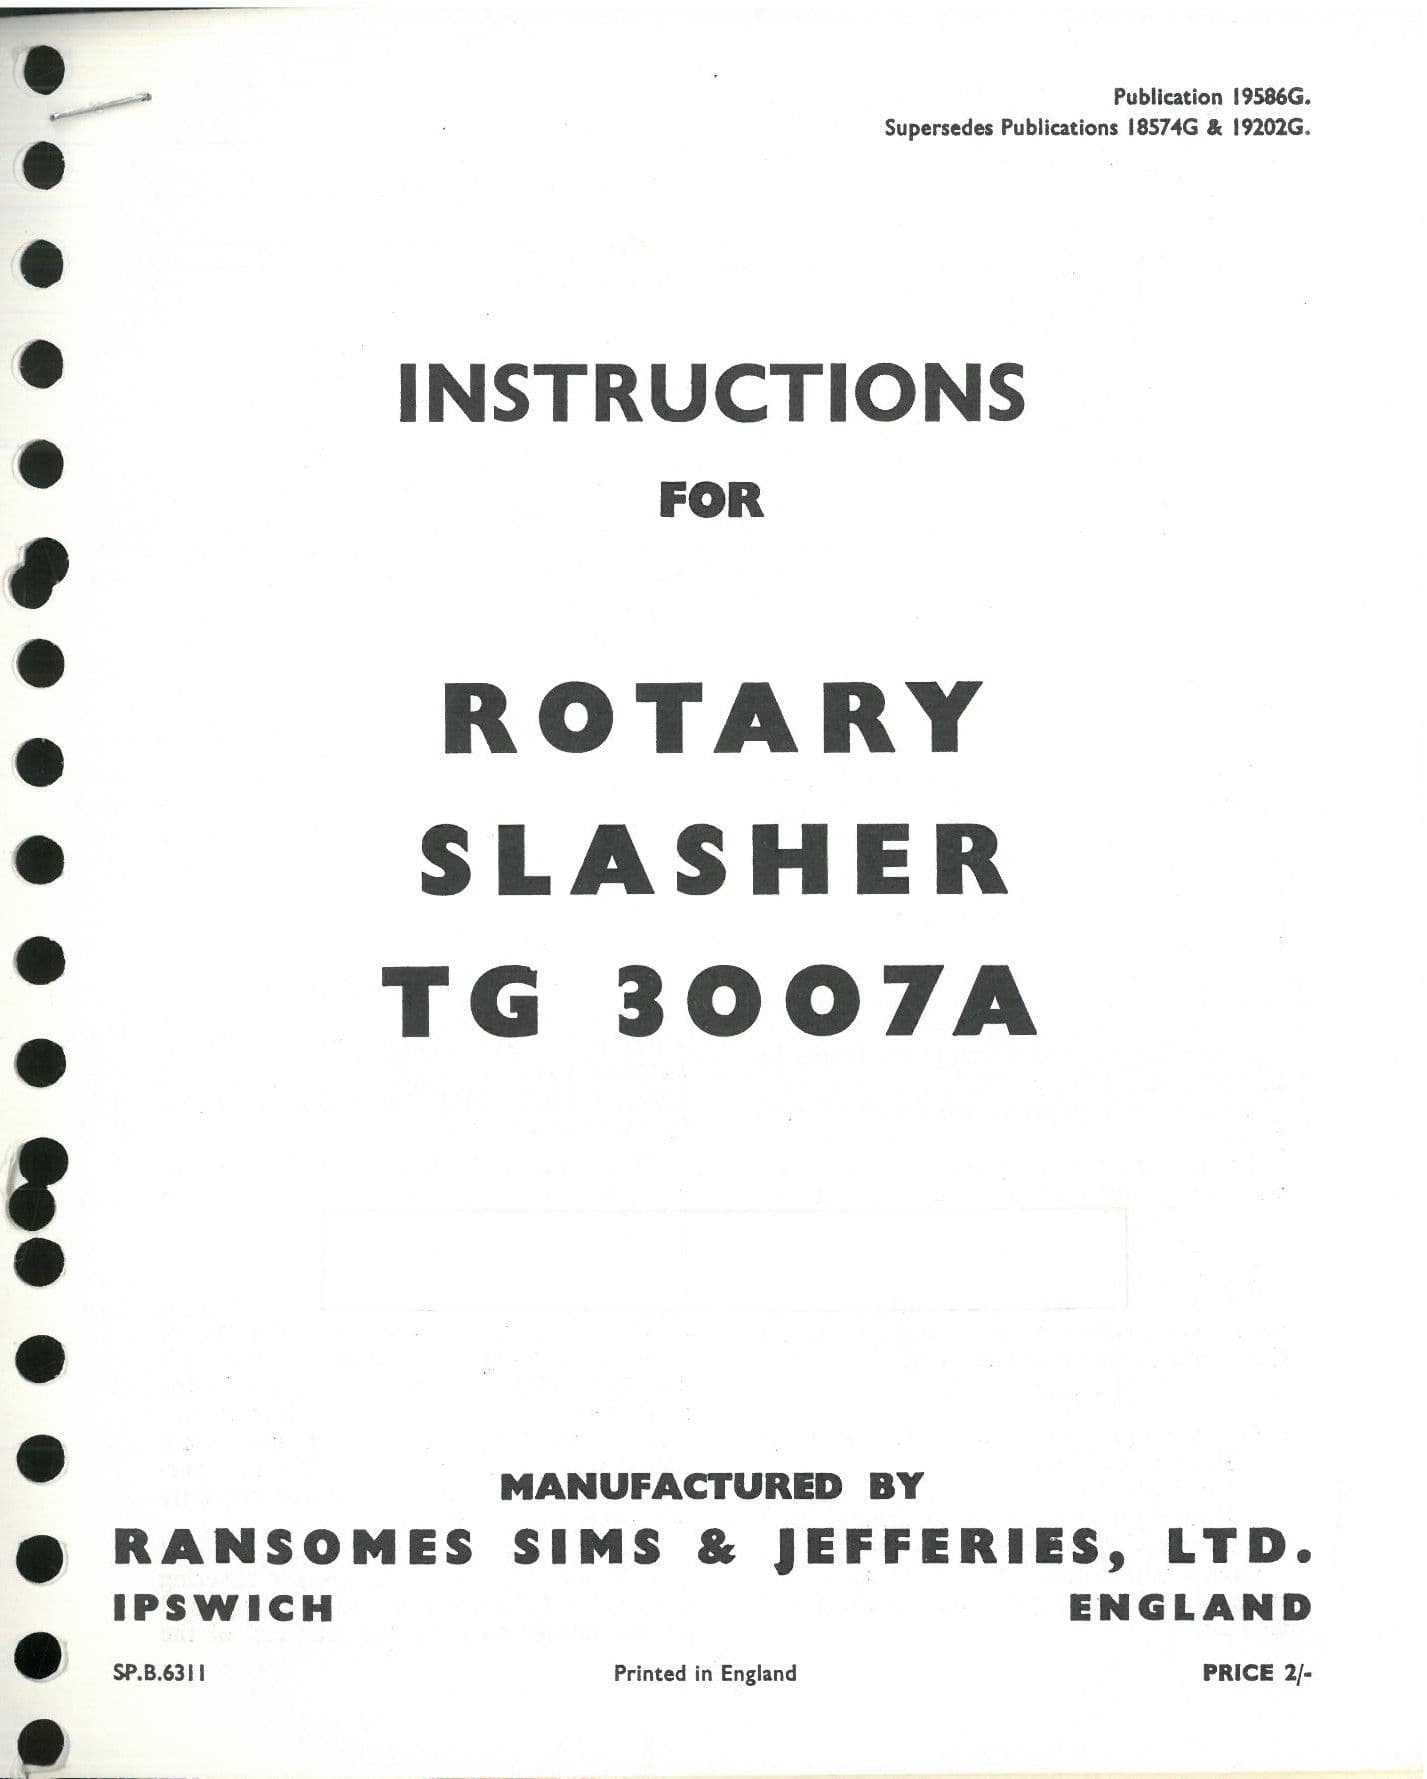 Publication 19586G.
Supersedes Publications 18574G & 19202G.
INSTRUCTIONS
FOR
ROTARY
SLASHER
TG 3007A
MANUFACTURED BY
RANSOMES SIMS & JEFFERIES, LTD.
IPSWICH ENGLAND
SP.B.6311 Printed in England PRICE 2/-